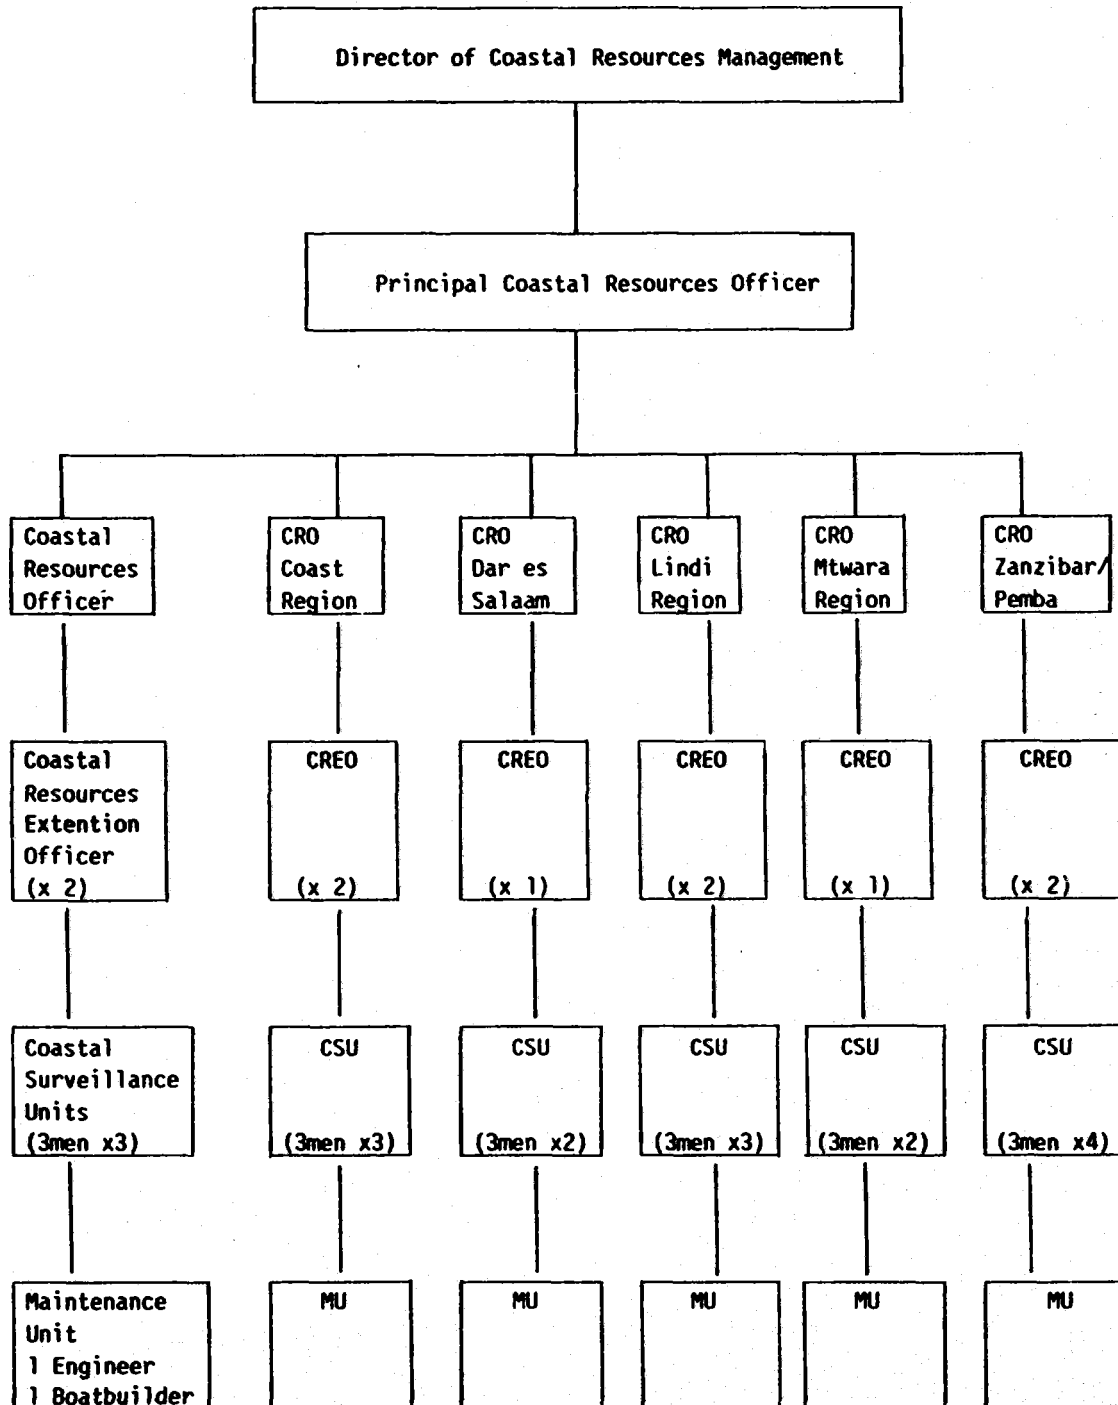 Director of Coastal Resources Management
Principal Coastal Resources Officer
Coastal
Resources
Officer
CRO
Coast
Region
CRO
Dar es
Salaam
CRO
Lindi
Region
CRO
Mtwara
Region
CRO
Zanzibar/
Pemba
Coastal
Resources
Extention
Officer
(x 2)
CREO
(x 2)
CREO
(x 1)
CREO
(x 2)
CREO
(x 1)
CREO
(x 2)
Coastal
Surveillance
Units
(3men x3)
CSU
(3men x3)
CSU
(3men x2)
CSU
(3men x3)
CSU
(3men x2)
CSU
(3men x4)
Maintenance
Unit
1 Engineer
1 Boatbuilder
MU
MU
MU
MU
MU